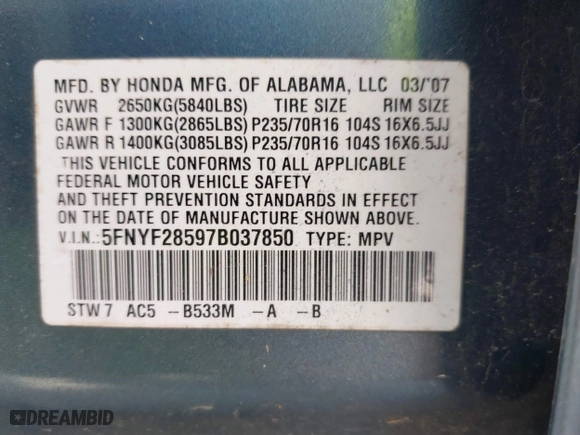 MFD. BY HONDA MFG. OF ALABAMA, LLC 03/'07
GVWR 2650KG(5840LBS) TIRE SIZE RIM SIZE
GAWR F 1300KG(2865LBS) P235/70R16 104S 16X6.5JJ
GAWR R 1400KG(3085LBS) P235/70R16 104S 16X6.5JJ
THIS VEHICLE CONFORMS TO ALL APPLICABLE
FEDERAL MOTOR VEHICLE SAFETY
AND THEFT PREVENTION STANDARDS IN EFFECT
ON THE DATE OF MANUFACTURE SHOWN ABOVE.
V.I.N.:5FNYF28597B037850 TYPE: MPV
STW7 AC5 –B533M –A –B
DREAMBID